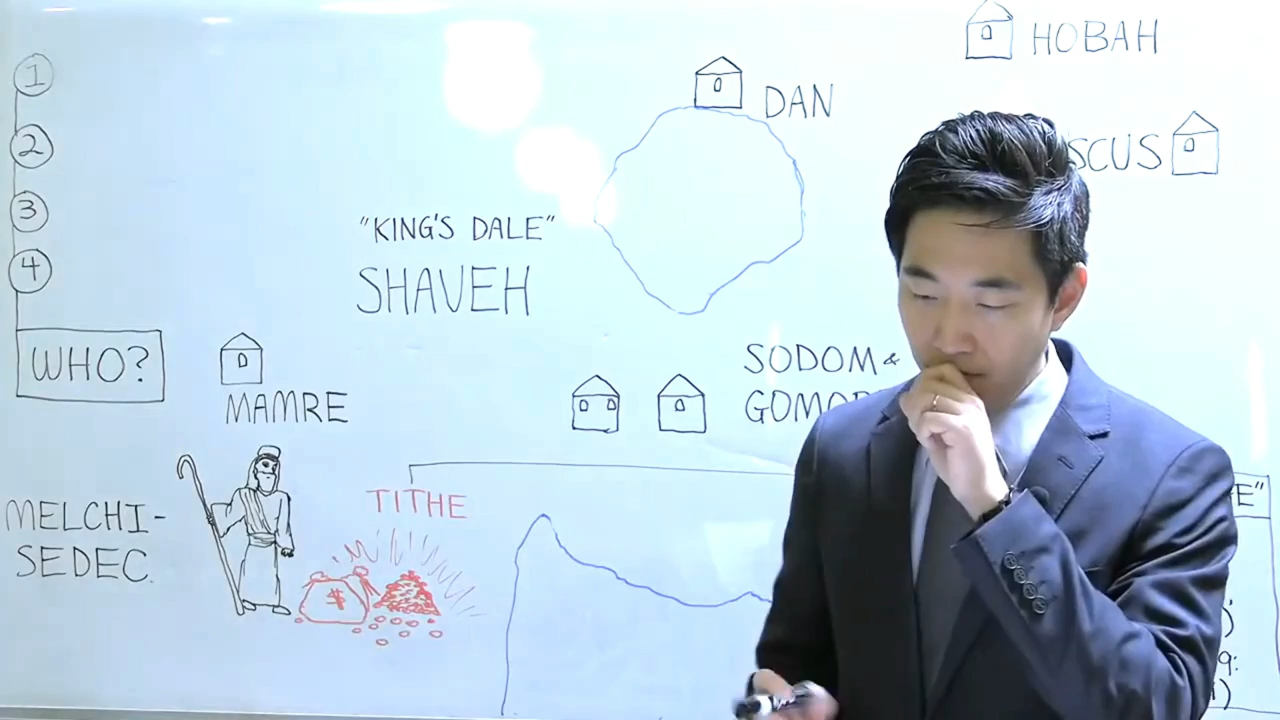 1
2
3
4
WHO?
HOBAH
DAN
"KING'S DALE"
SHAVEH
MAMRE
SODOM &
MELCHI-
SEDEC.
TITHE
$